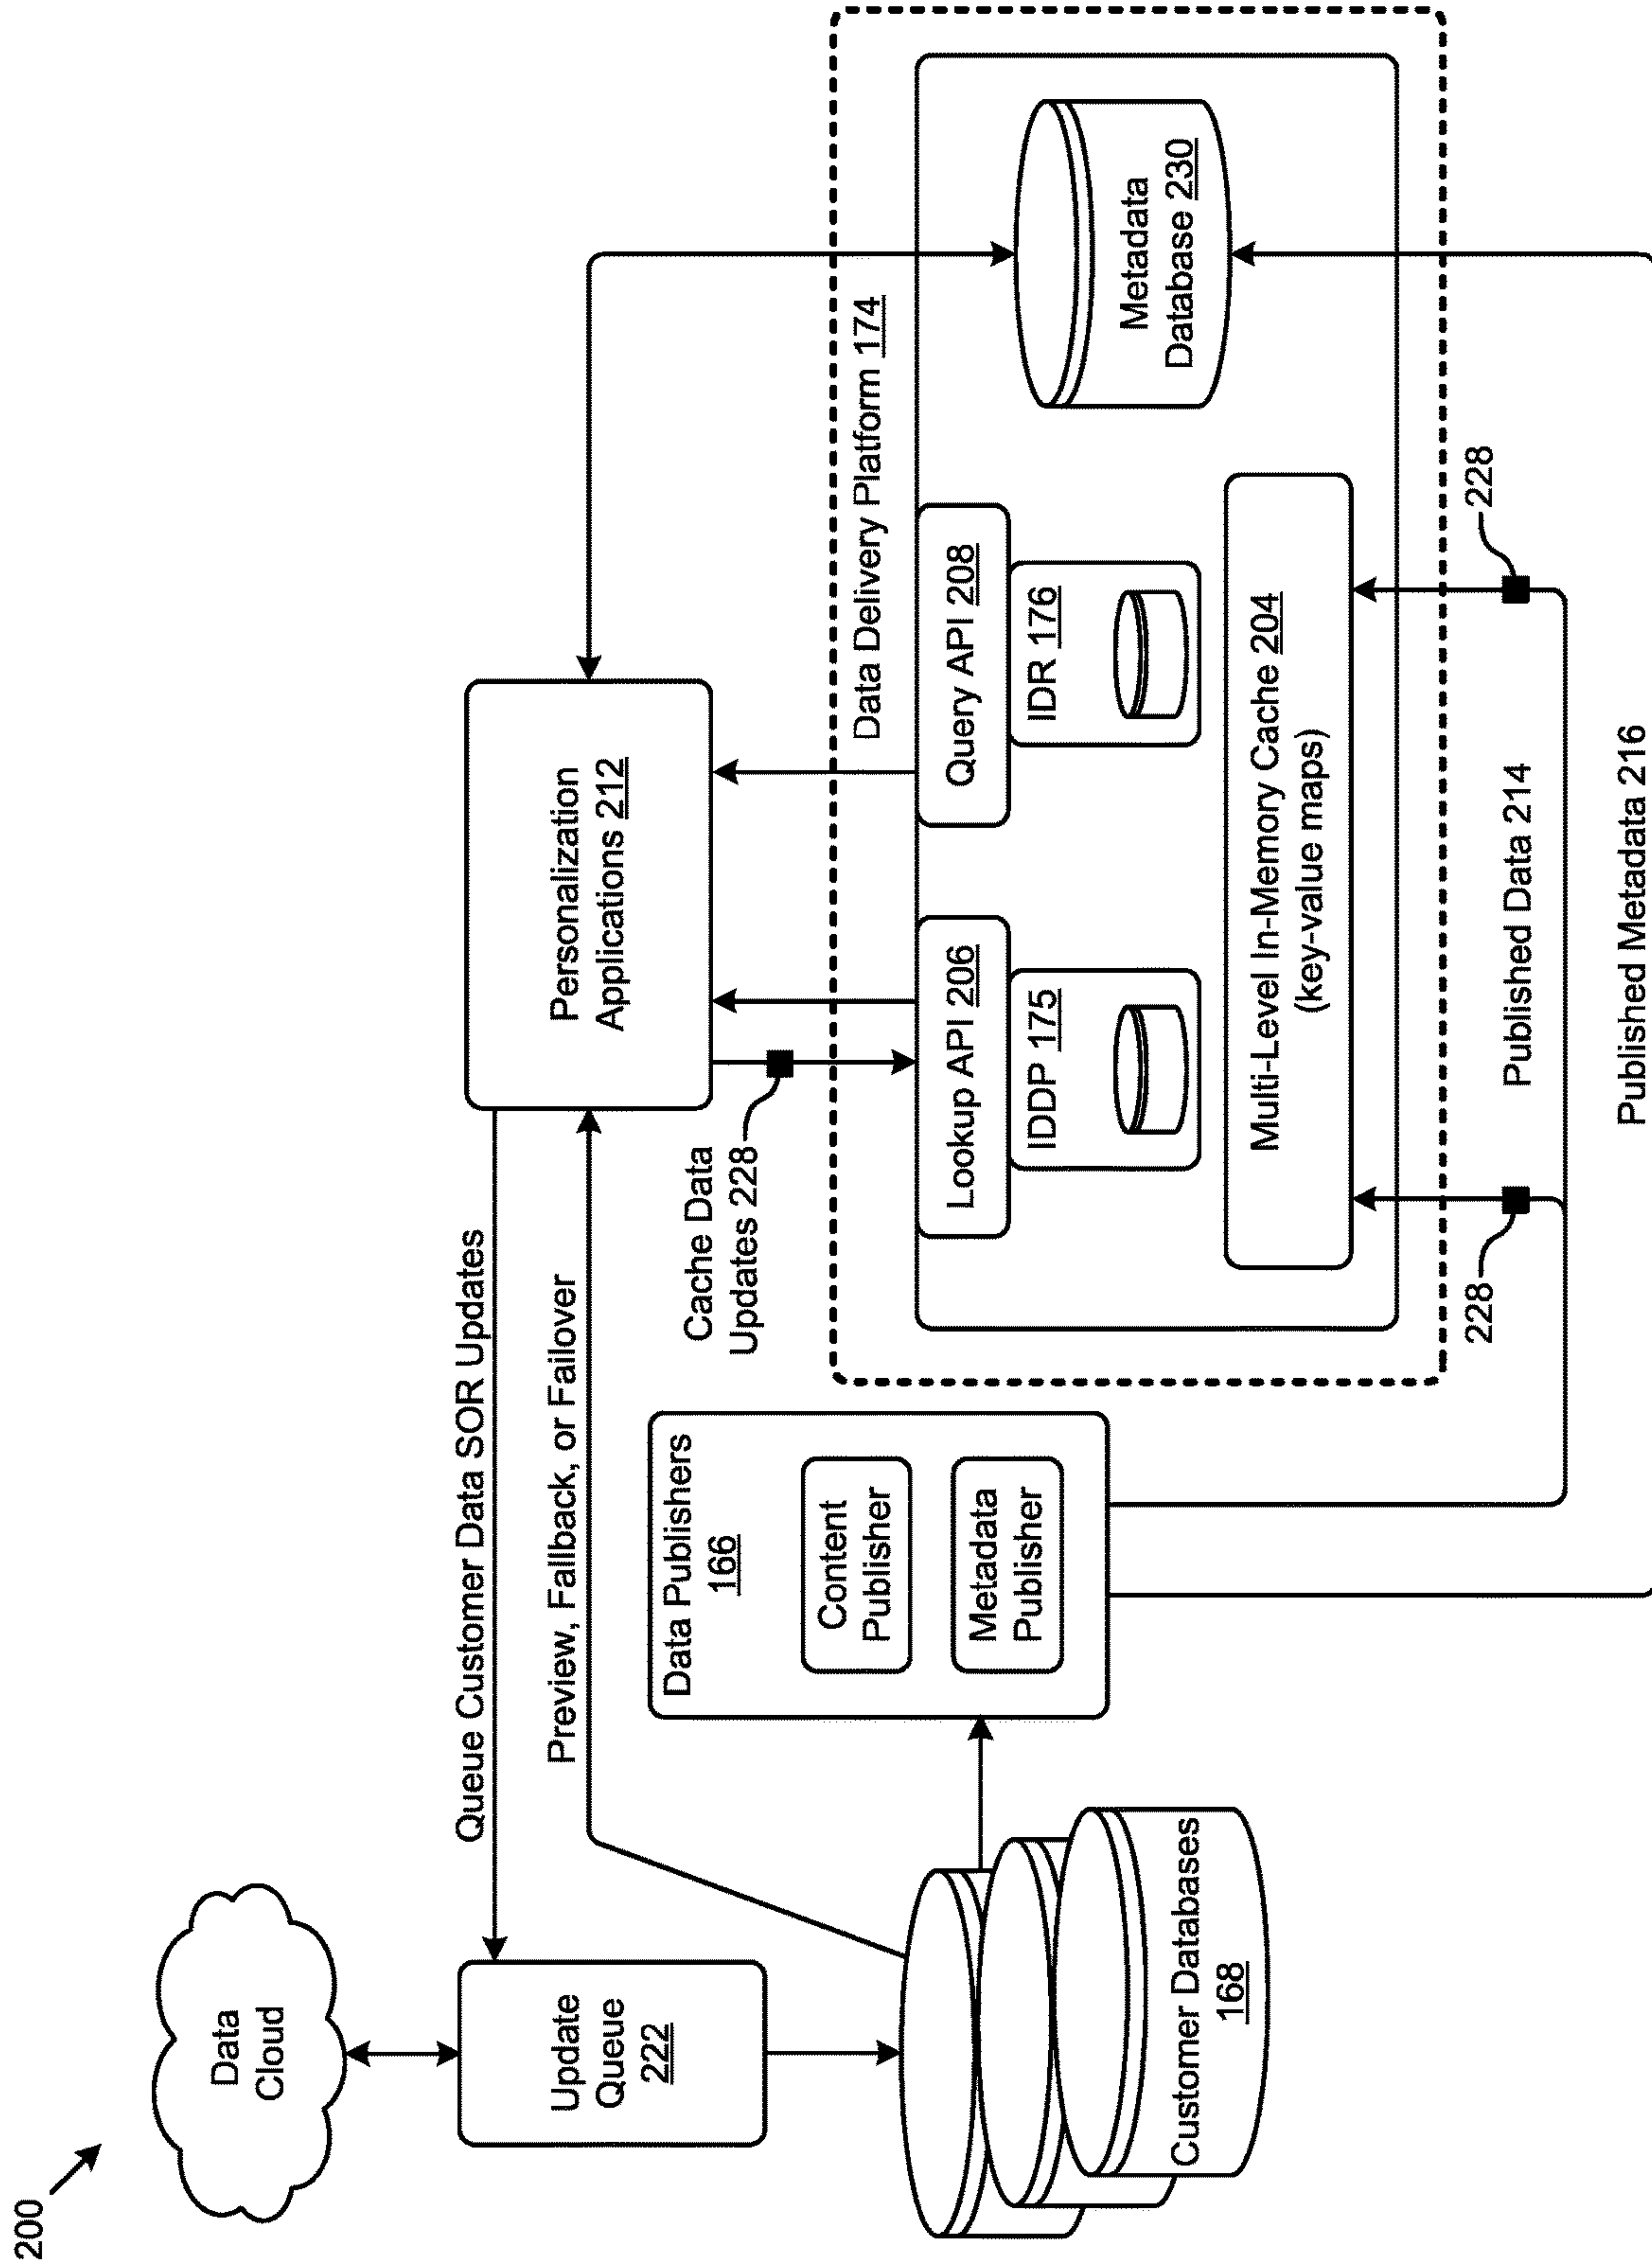 200
Data
Cloud
Update
Queue
222
Queue Customer Data SOR Updates
Preview, Fallback, or Failover
Personalization
Applications 212
Cache Data
Updates 228
Customer Databases
168
Data Publishers
166
Content
Publisher
Metadata
Publisher
Data Delivery Platform 174
Lookup API 206
IDDP 175
Query API 208
IDR 176
Multi-Level In-Memory Cache 204
(key-value maps)
Metadata
Database 230
228
228
Published Data 214
Published Metadata 216